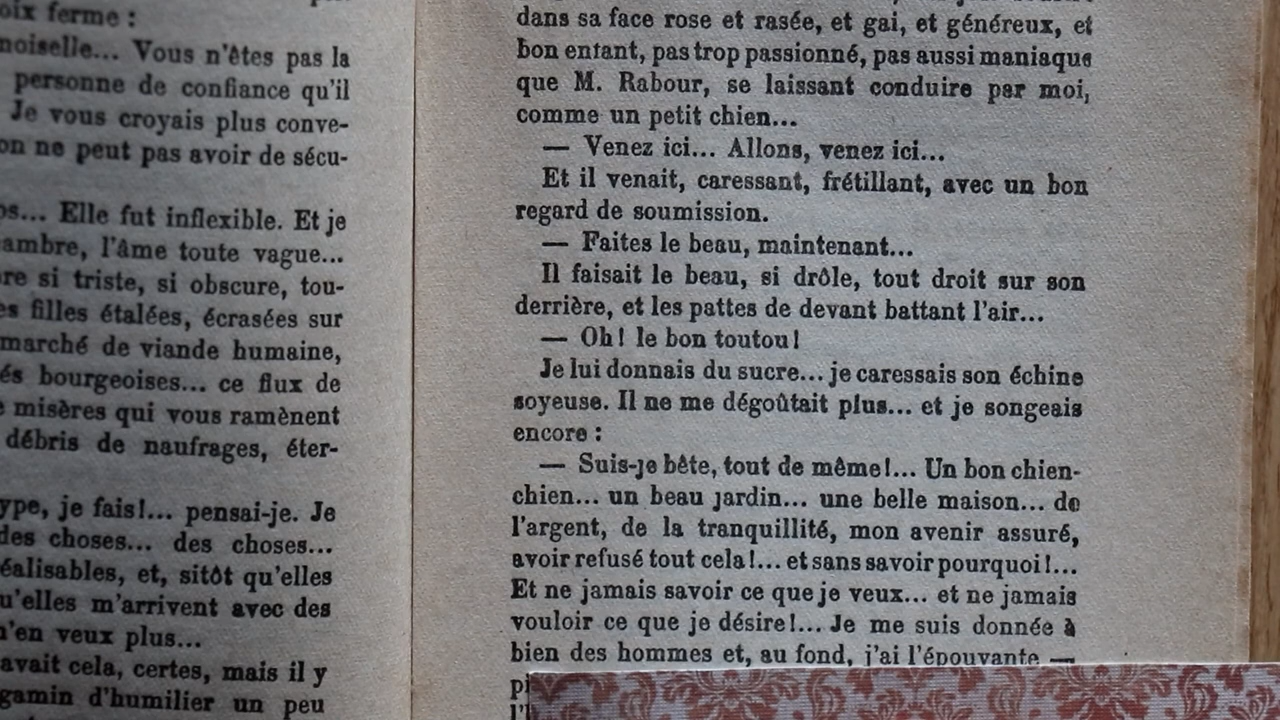 oix ferme :
noiselle... Vous n'êtes pas la
personne de confiance qu'il
Je vous croyais plus conve-
on ne peut pas avoir de sécu-
os... Elle fut inflexible. Et je
ambre, l'âme toute vague...
re si triste, si obscure, tou-
es filles étalées, écrasées sur
marché de viande humaine,
és bourgeoises... ce flux de
misères qui vous ramènent
débris de naufrages, éter-
ype, je fais!... pensai-je. Je
des choses... des choses...
éalisables, et, sitôt qu'elles
u'elles m'arrivent avec des
n'en veux plus...
avait cela, certes, mais il y
gamin d'humilier un peu
dans sa face rose et rasée, et gai, et généreux, et
bon enfant, pas trop passionné, pas aussi maniaque
que M. Rabour, se laissant conduire par moi,
comme un petit chien...
— Venez ici... Allons, venez ici...
Et il venait, caressant, frétillant, avec un bon
regard de soumission.
— Faites le beau, maintenant...
Il faisait le beau, si drôle, tout droit sur son
derrière, et les pattes de devant battant l'air...
— Oh! le bon toutou!
Je lui donnais du sucre... je caressais son échine
soyeuse. Il ne me dégoûtait plus... et je songeais
encore :
— Suis-je bête, tout de même!... Un bon chien-
chien... un beau jardin... une belle maison... de
l'argent, de la tranquillité, mon avenir assuré,
avoir refusé tout cela!... et sans savoir pourquoi!...
Et ne jamais savoir ce que je veux... et ne jamais
vouloir ce que je désire!... Je me suis donnée à
bien des hommes et, au fond, j'ai l'épouvante —